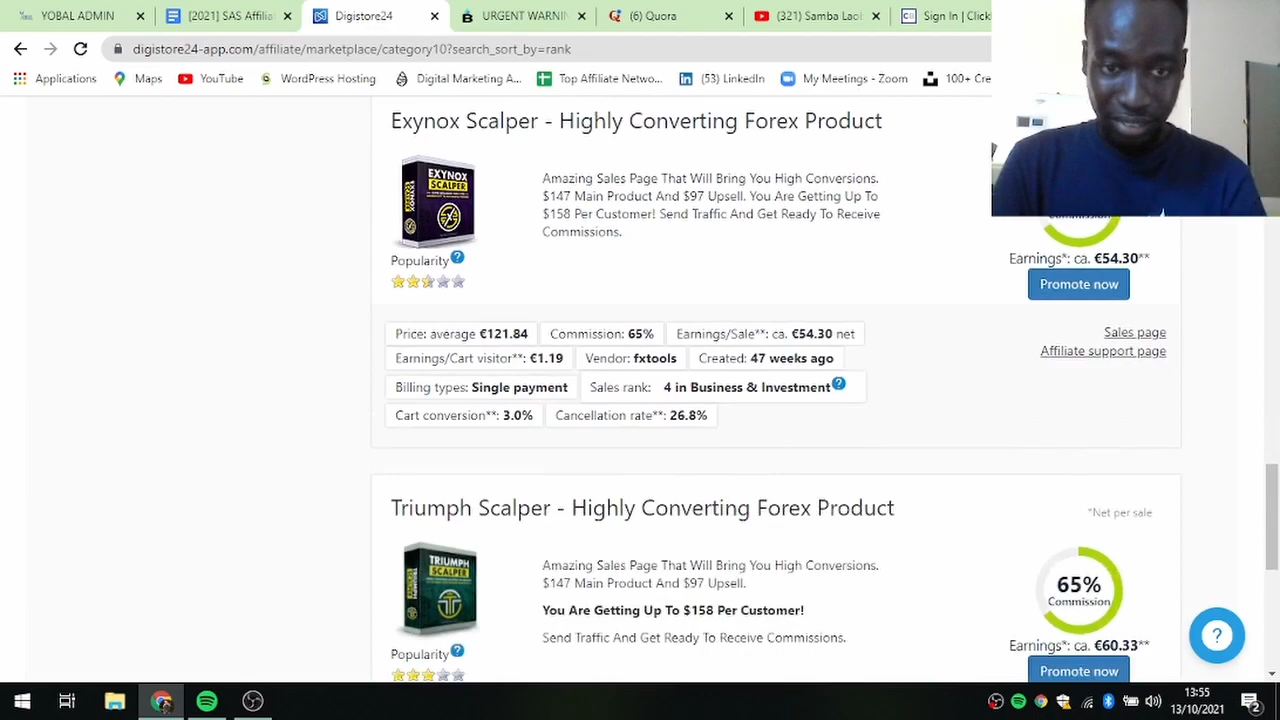 YOBAL ADMIN
[2021] SAS Affilia
Digistore24
URGENT WARNIN
(6) Quora
(321) Samba Lao
Sign In | Click
digistore24-app.com/affiliate/marketplace/category10?search_sort_by=rank
Applications
Maps
YouTube
WordPress Hosting
Digital Marketing A...
Top Affiliate Netwo...
(53) LinkedIn
My Meetings - Zoom
100+ Cre
Exynox Scalper - Highly Converting Forex Product
EXYNOX
SCALPER
Amazing Sales Page That Will Bring You High Conversions.
$147 Main Product And $97 Upsell. You Are Getting Up To
$158 Per Customer! Send Traffic And Get Ready To Receive
Commissions.
Popularity ?
Commission
Earnings*: ca. €54.30**
Promote now
Price: average €121.84
Commission: 65%
Earnings/Sale**: ca. €54.30 net
Earnings/Cart visitor**: €1.19
Vendor: fxtools
Created: 47 weeks ago
Billing types: Single payment
Sales rank: 4 in Business & Investment ?
Cart conversion**: 3.0%
Cancellation rate**: 26.8%
Sales page
Affiliate support page
Triumph Scalper - Highly Converting Forex Product
*Net per sale
TRIUMPH
SCALPER
Amazing Sales Page That Will Bring You High Conversions.
$147 Main Product And $97 Upsell.
You Are Getting Up To $158 Per Customer!
Send Traffic And Get Ready To Receive Commissions.
Popularity ?
65%
Commission
Earnings*: ca. €60.33**
Promote now
?
13:55
13/10/2021
2